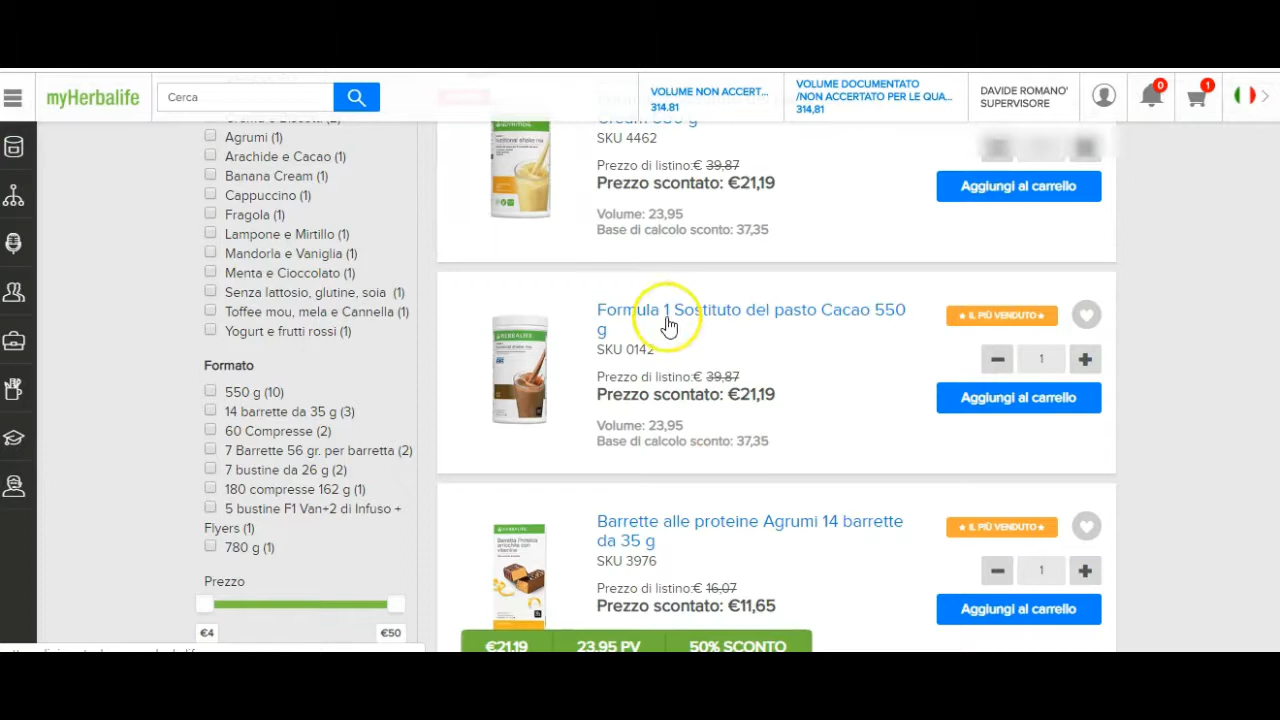 myHerbalife
Cerca
VOLUME NON ACCERT...
314.81
VOLUME DOCUMENTATO
/NON ACCERTATO PER LE QUA...
314,81
DAVIDE ROMANO'
SUPERVISORE
0
1
Agrumi (1)
Arachide e Cacao (1)
Banana Cream (1)
Cappuccino (1)
Fragola (1)
Lampone e Mirtillo (1)
Mandorla e Vaniglia (1)
Menta e Cioccolato (1)
Senza lattosio, glutine, soia (1)
Toffee mou, mela e Cannella (1)
Yogurt e frutti rossi (1)
Formato
550 g (10)
14 barrette da 35 g (3)
60 Compresse (2)
7 Barrette 56 gr. per barretta (2)
7 bustine da 26 g (2)
180 compresse 162 g (1)
5 bustine F1 Van+2 di Infuso +
Flyers (1)
780 g (1)
Prezzo
€4
€50
SKU 4462
Prezzo di listino:€ 39,87
Prezzo scontato: €21,19
Volume: 23,95
Base di calcolo sconto: 37,35
Aggiungi al carrello
Formula 1 Sostituto del pasto Cacao 550
g
SKU 0142
Prezzo di listino:€ 39,87
Prezzo scontato: €21,19
Volume: 23,95
Base di calcolo sconto: 37,35
★ IL PIÙ VENDUTO ★
1
Aggiungi al carrello
HERBALIFE
Barrette alle proteine Agrumi 14 barrette
da 35 g
SKU 3976
Prezzo di listino:€ 16,07
Prezzo scontato: €11,65
★ IL PIÙ VENDUTO ★
1
Aggiungi al carrello
€21,19
23,95 PV
50% SCONTO